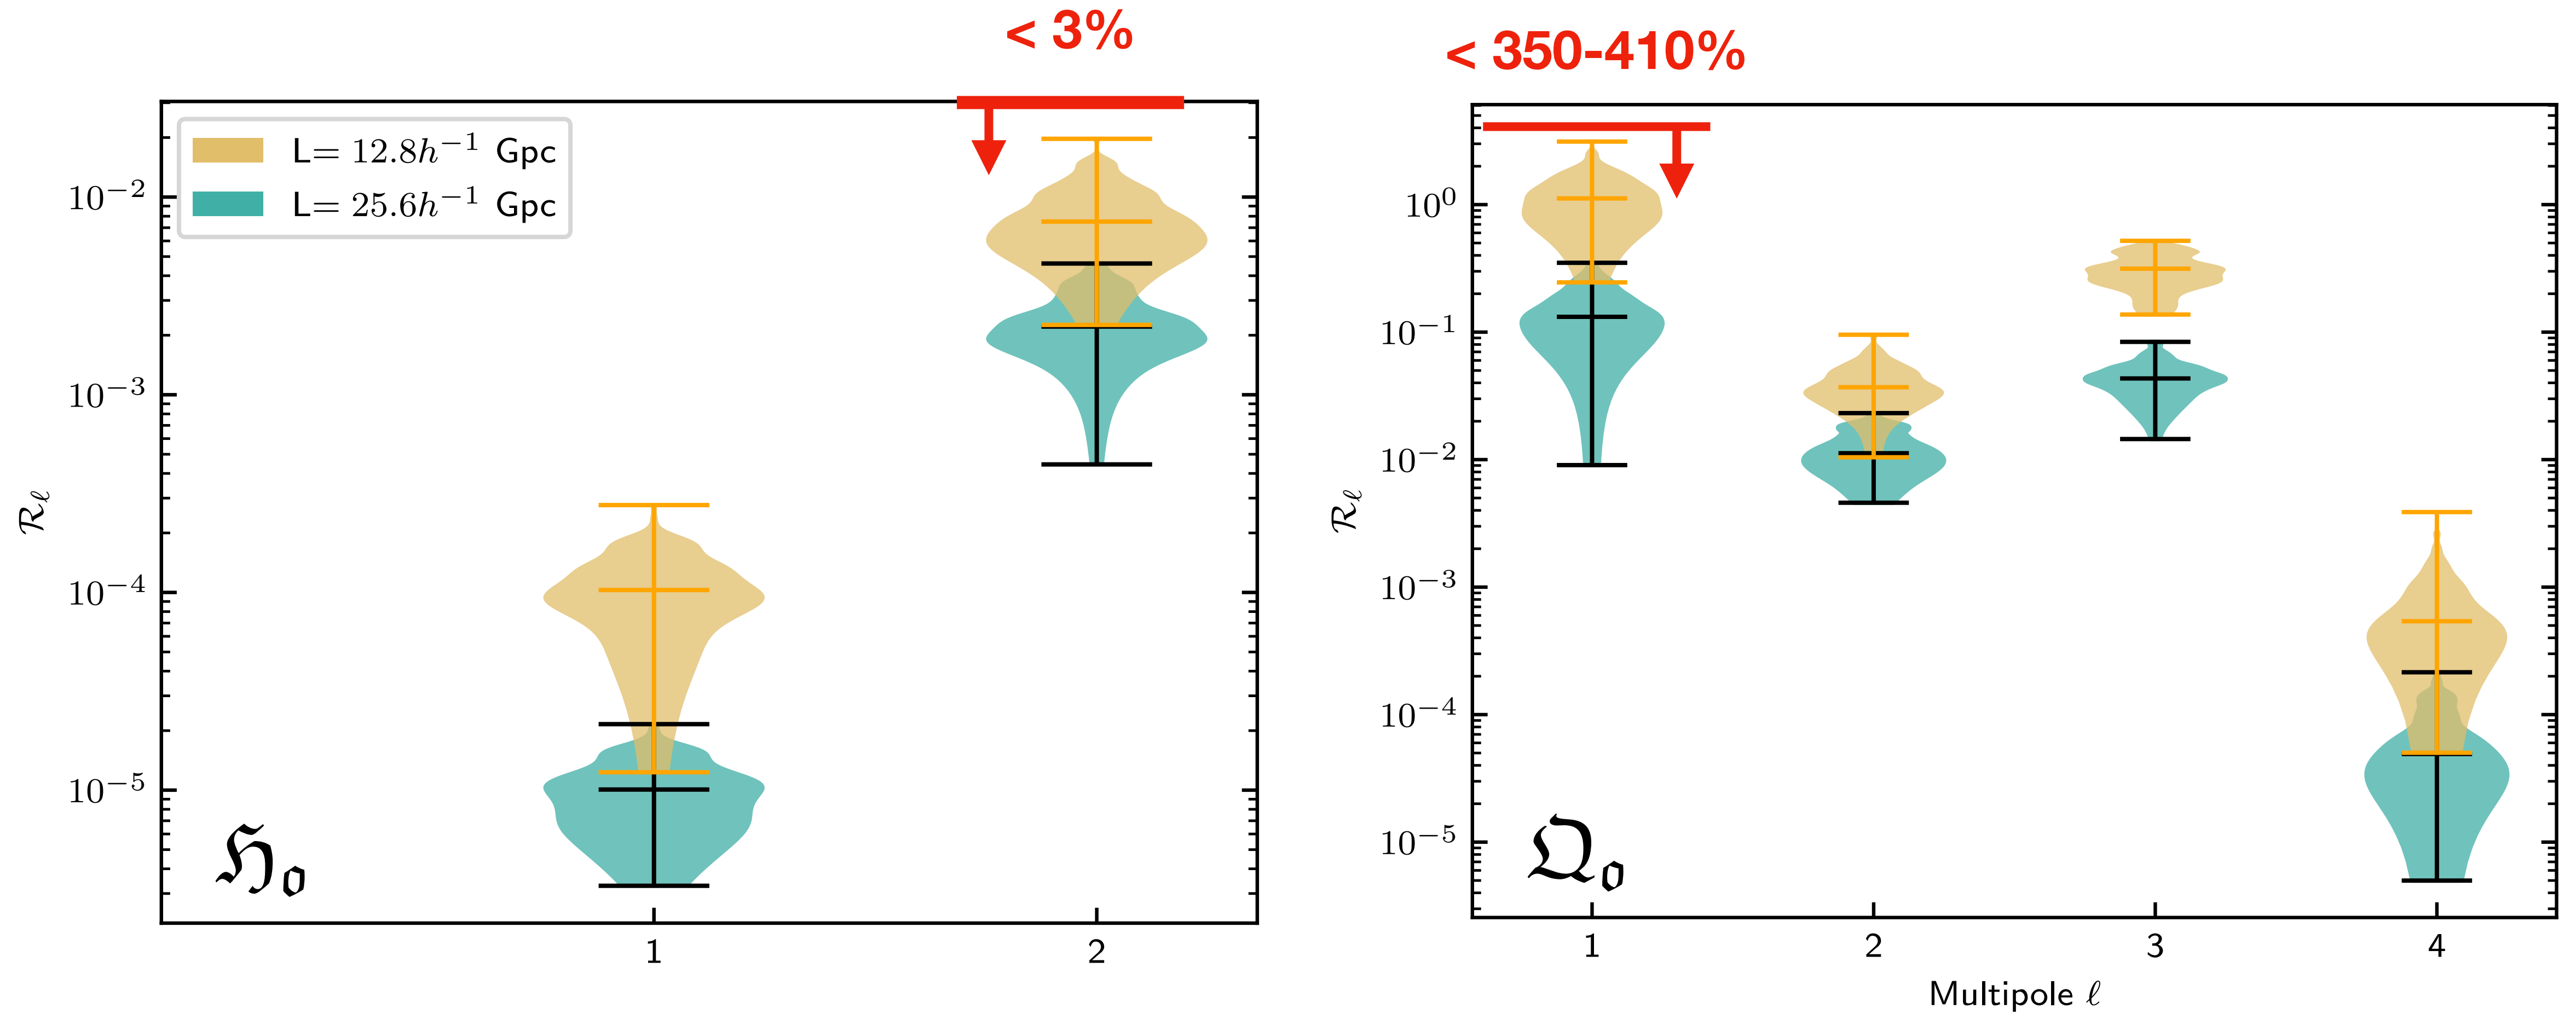 < 3%
L= 12.8h⁻¹ Gpc
L= 25.6h⁻¹ Gpc
10⁻²
10⁻³
10⁻⁴
10⁻⁵
ℛℓ
ℌ₀
1 2
< 350-410%
10⁰
10⁻¹
10⁻²
10⁻³
10⁻⁴
10⁻⁵
ℛℓ
𝔔₀
1 2 3 4
Multipole ℓ